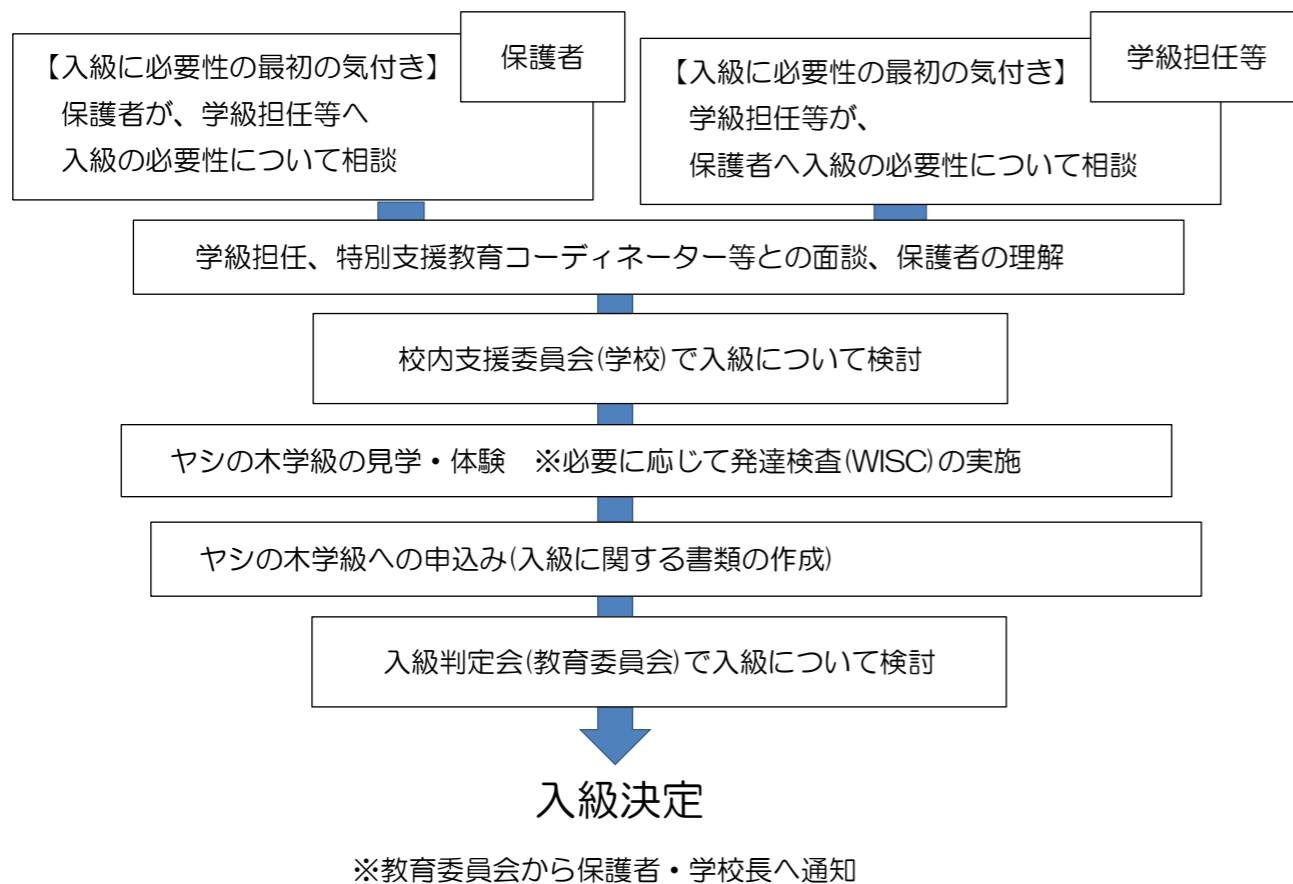 保護者
【入級に必要性の最初の気付き】
保護者が、学級担任等へ
入級の必要性について相談
学級担任等
【入級に必要性の最初の気付き】
学級担任等が、
保護者へ入級の必要性について相談
学級担任、特別支援教育コーディネーター等との面談、保護者の理解
校内支援委員会(学校)で入級について検討
ヤシの木学級の見学・体験　※必要に応じて発達検査(WISC)の実施
ヤシの木学級への申込み(入級に関する書類の作成)
入級判定会(教育委員会)で入級について検討
入級決定
※教育委員会から保護者・学校長へ通知